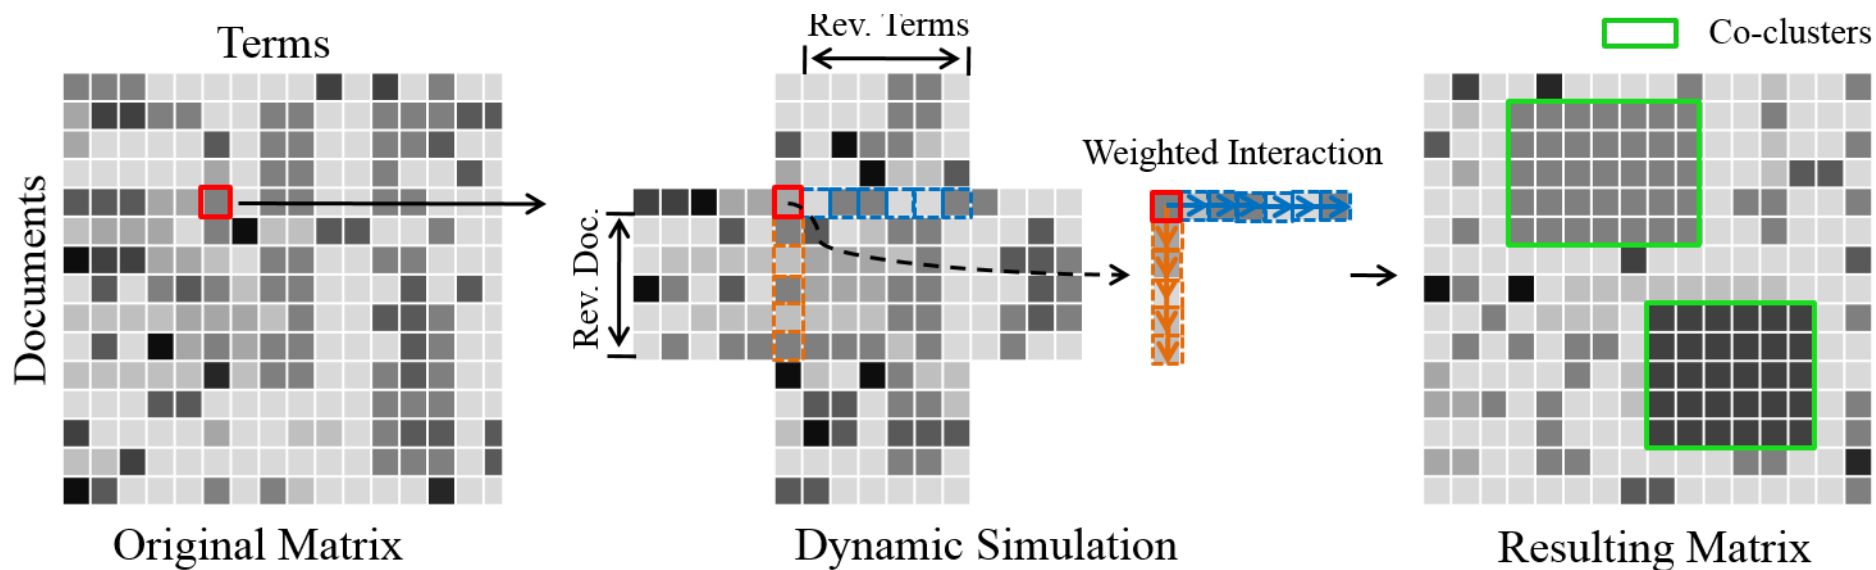 Terms
Documents
Original Matrix
Rev. Terms
Rev. Doc.
Dynamic Simulation
Weighted Interaction
Co-clusters
Resulting Matrix